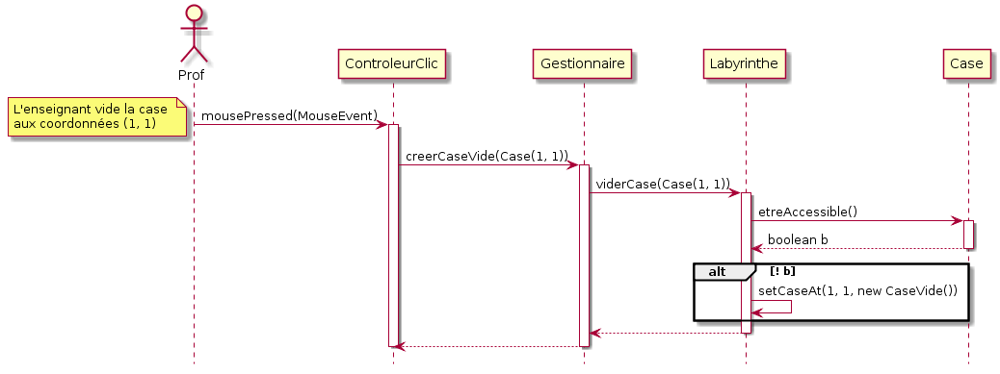 Prof
ControleurClic
Gestionnaire
Labyrinthe
Case
L'enseignant vide la case
aux coordonnées (1, 1)
mousePressed(MouseEvent)
creerCaseVide(Case(1, 1))
viderCase(Case(1, 1))
etreAccessible()
boolean b
alt
[! b]
setCaseAt(1, 1, new CaseVide())